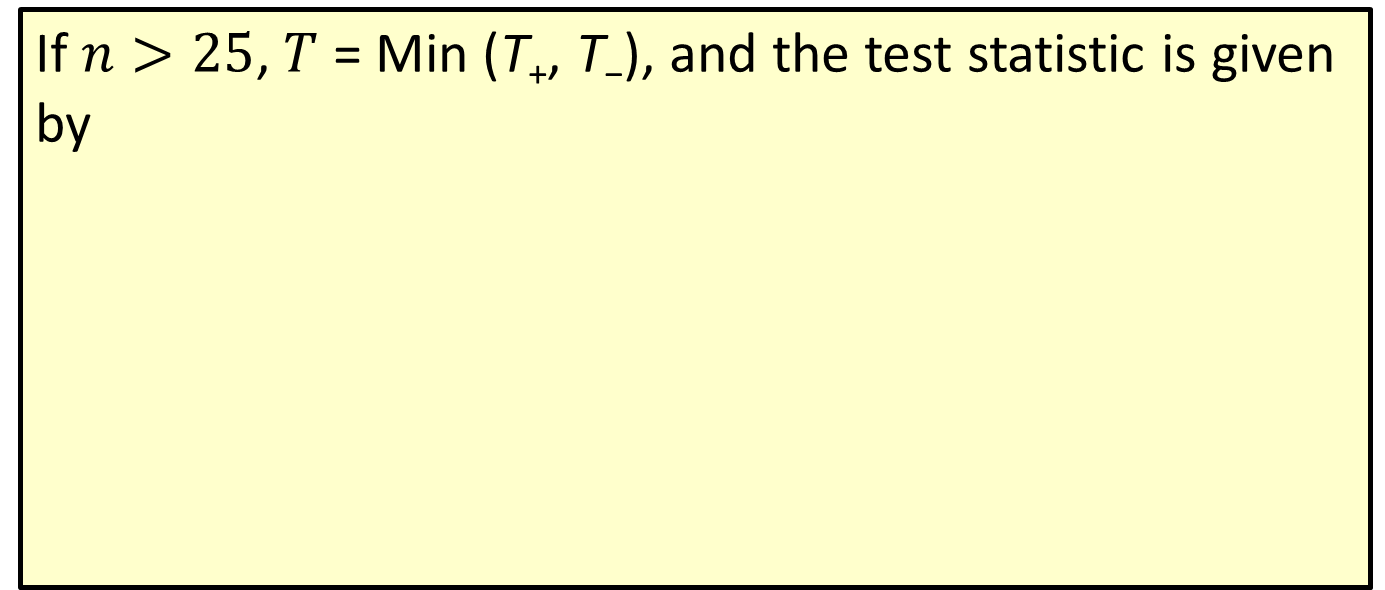 If n > 25, T = Min (T₊, T₋), and the test statistic is given
by